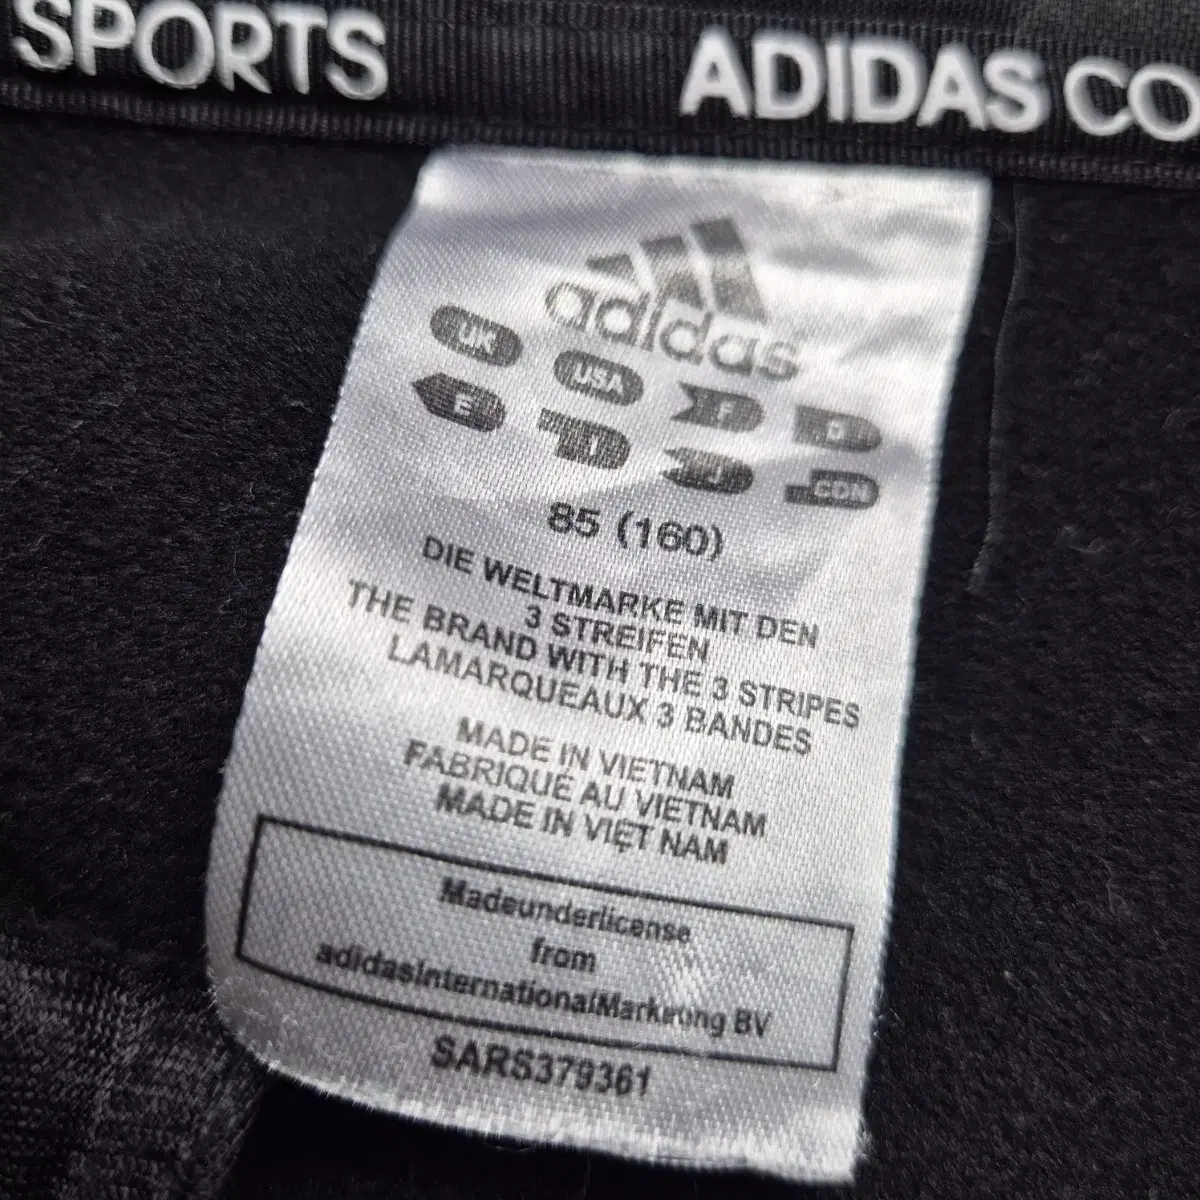 SPORTS ADIDAS CO
adidas
UK USA F D
E I J CDN
85 (160)
DIE WELTMARKE MIT DEN
3 STREIFEN
THE BRAND WITH THE 3 STRIPES
LAMARQUEAUX 3 BANDES
MADE IN VIETNAM
FABRIQUÉ AU VIETNAM
MADE IN VIỆT NAM
Madeunderlicense
from
adidasInternationalMarketing BV
SARS379361